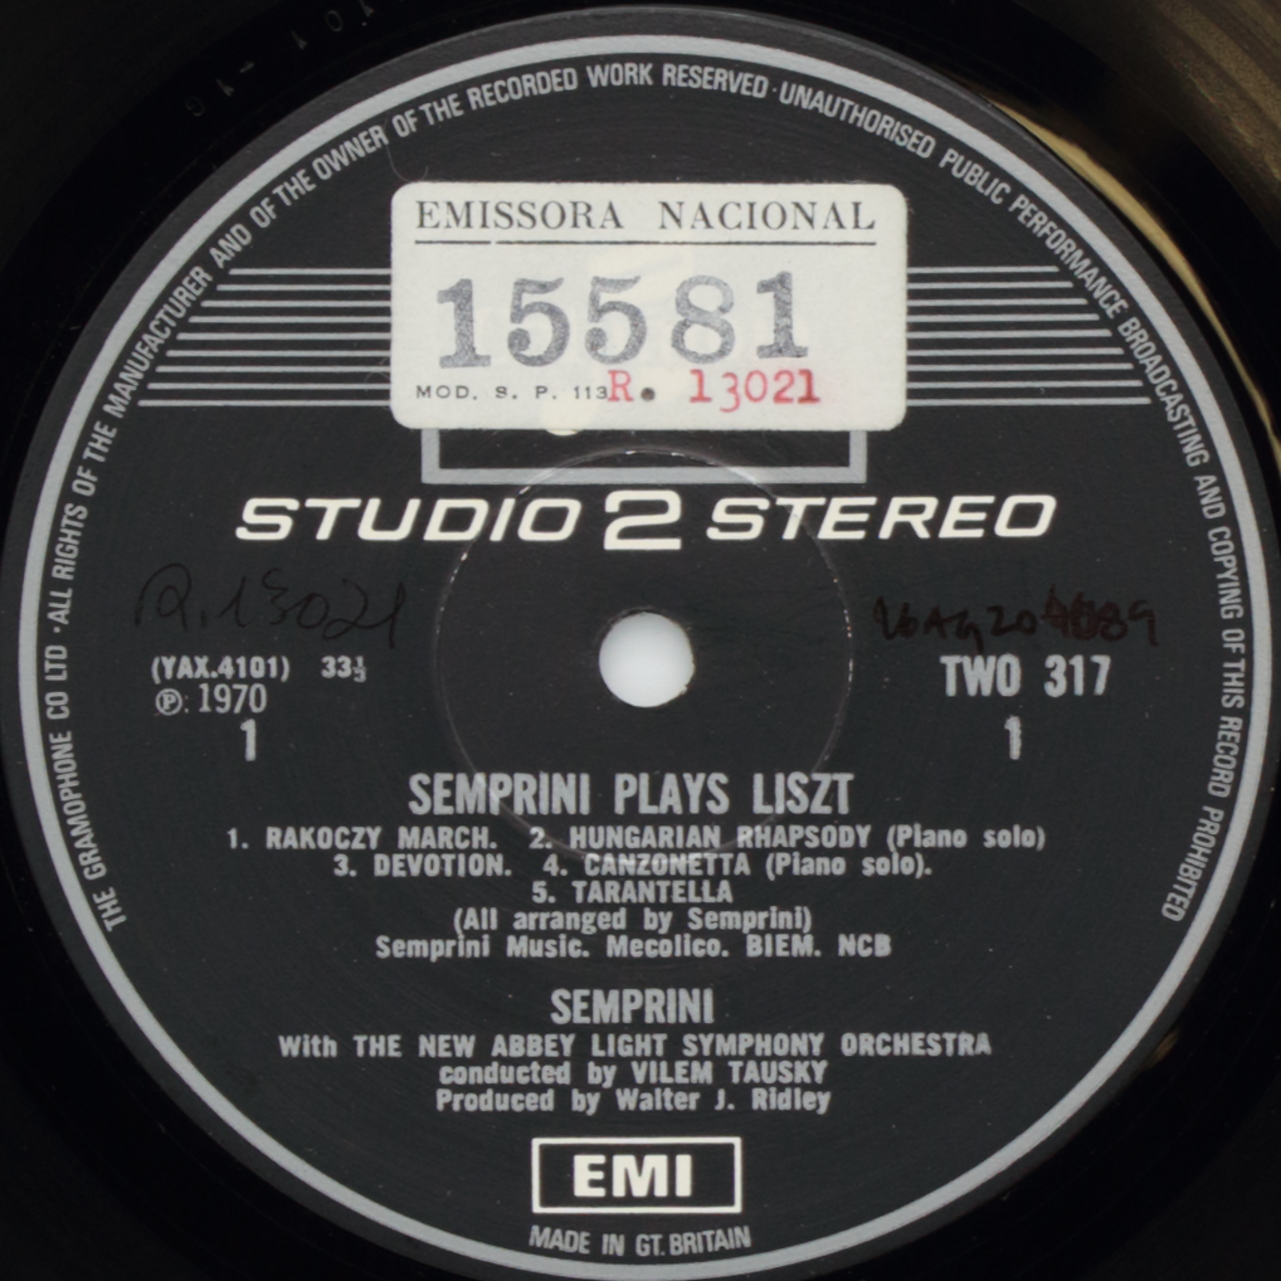 THE GRAMOPHONE CO LTD · ALL RIGHTS OF THE MANUFACTURER AND OF THE OWNER OF THE RECORDED WORK RESERVED · UNAUTHORISED PUBLIC PERFORMANCE BROADCASTING AND COPYING OF THIS RECORD PROHIBITED
EMISSORA NACIONAL
15581
MOD. S. P. 113 R. 13021
STUDIO 2 STEREO
R.13021
(YAX.4101) 33⅓
TWO 317
Ⓟ: 1970
1
1
SEMPRINI PLAYS LISZT
1. RAKOCZY MARCH. 2. HUNGARIAN RHAPSODY (Piano solo)
3. DEVOTION. 4. CANZONETTA (Piano solo).
5. TARANTELLA
(All arranged by Semprini)
Semprini Music. Mecolico. BIEM. NCB
SEMPRINI
With THE NEW ABBEY LIGHT SYMPHONY ORCHESTRA
conducted by VILEM TAUSKY
Produced by Walter J. Ridley
EMI
MADE IN GT. BRITAIN